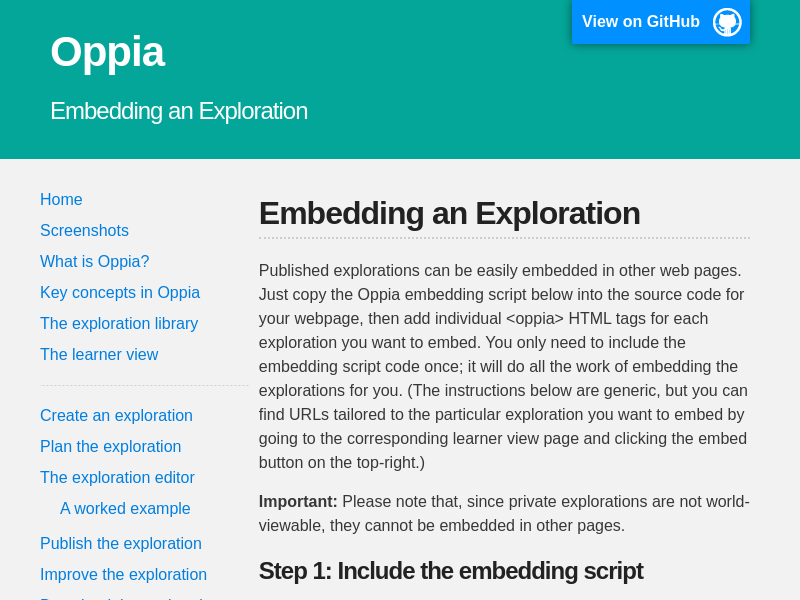 View on GitHub
Oppia
Embedding an Exploration
Home
Screenshots
What is Oppia?
Key concepts in Oppia
The exploration library
The learner view
Create an exploration
Plan the exploration
The exploration editor
A worked example
Publish the exploration
Improve the exploration
Embedding an Exploration
Published explorations can be easily embedded in other web pages.
Just copy the Oppia embedding script below into the source code for
your webpage, then add individual <oppia> HTML tags for each
exploration you want to embed. You only need to include the
embedding script code once; it will do all the work of embedding the
explorations for you. (The instructions below are generic, but you can
find URLs tailored to the particular exploration you want to embed by
going to the corresponding learner view page and clicking the embed
button on the top-right.)
Important: Please note that, since private explorations are not world-
viewable, they cannot be embedded in other pages.
Step 1: Include the embedding script